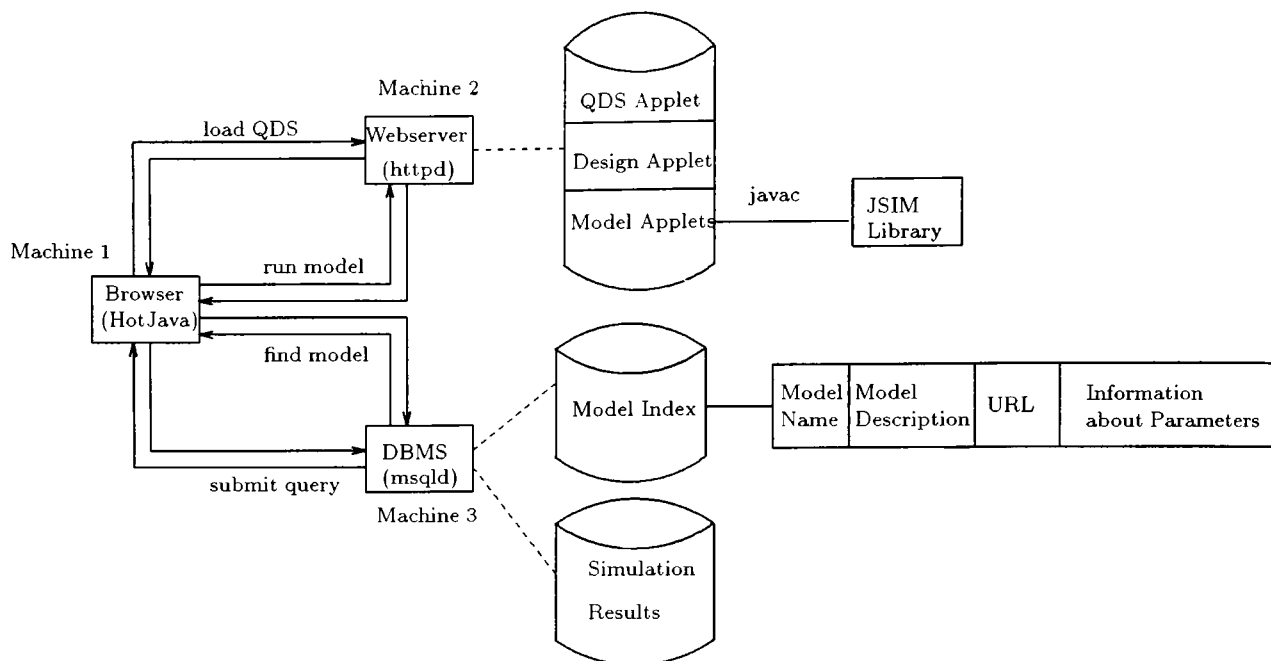 Machine 2
load QDS
Webserver
(httpd)
QDS Applet
Design Applet
Model Applets
javac
JSIM
Library
Machine 1
Browser
(HotJava)
run model
find model
submit query
DBMS
(msqld)
Machine 3
Model Index
Model
Name
Model
Description
URL
Information
about Parameters
Simulation
Results